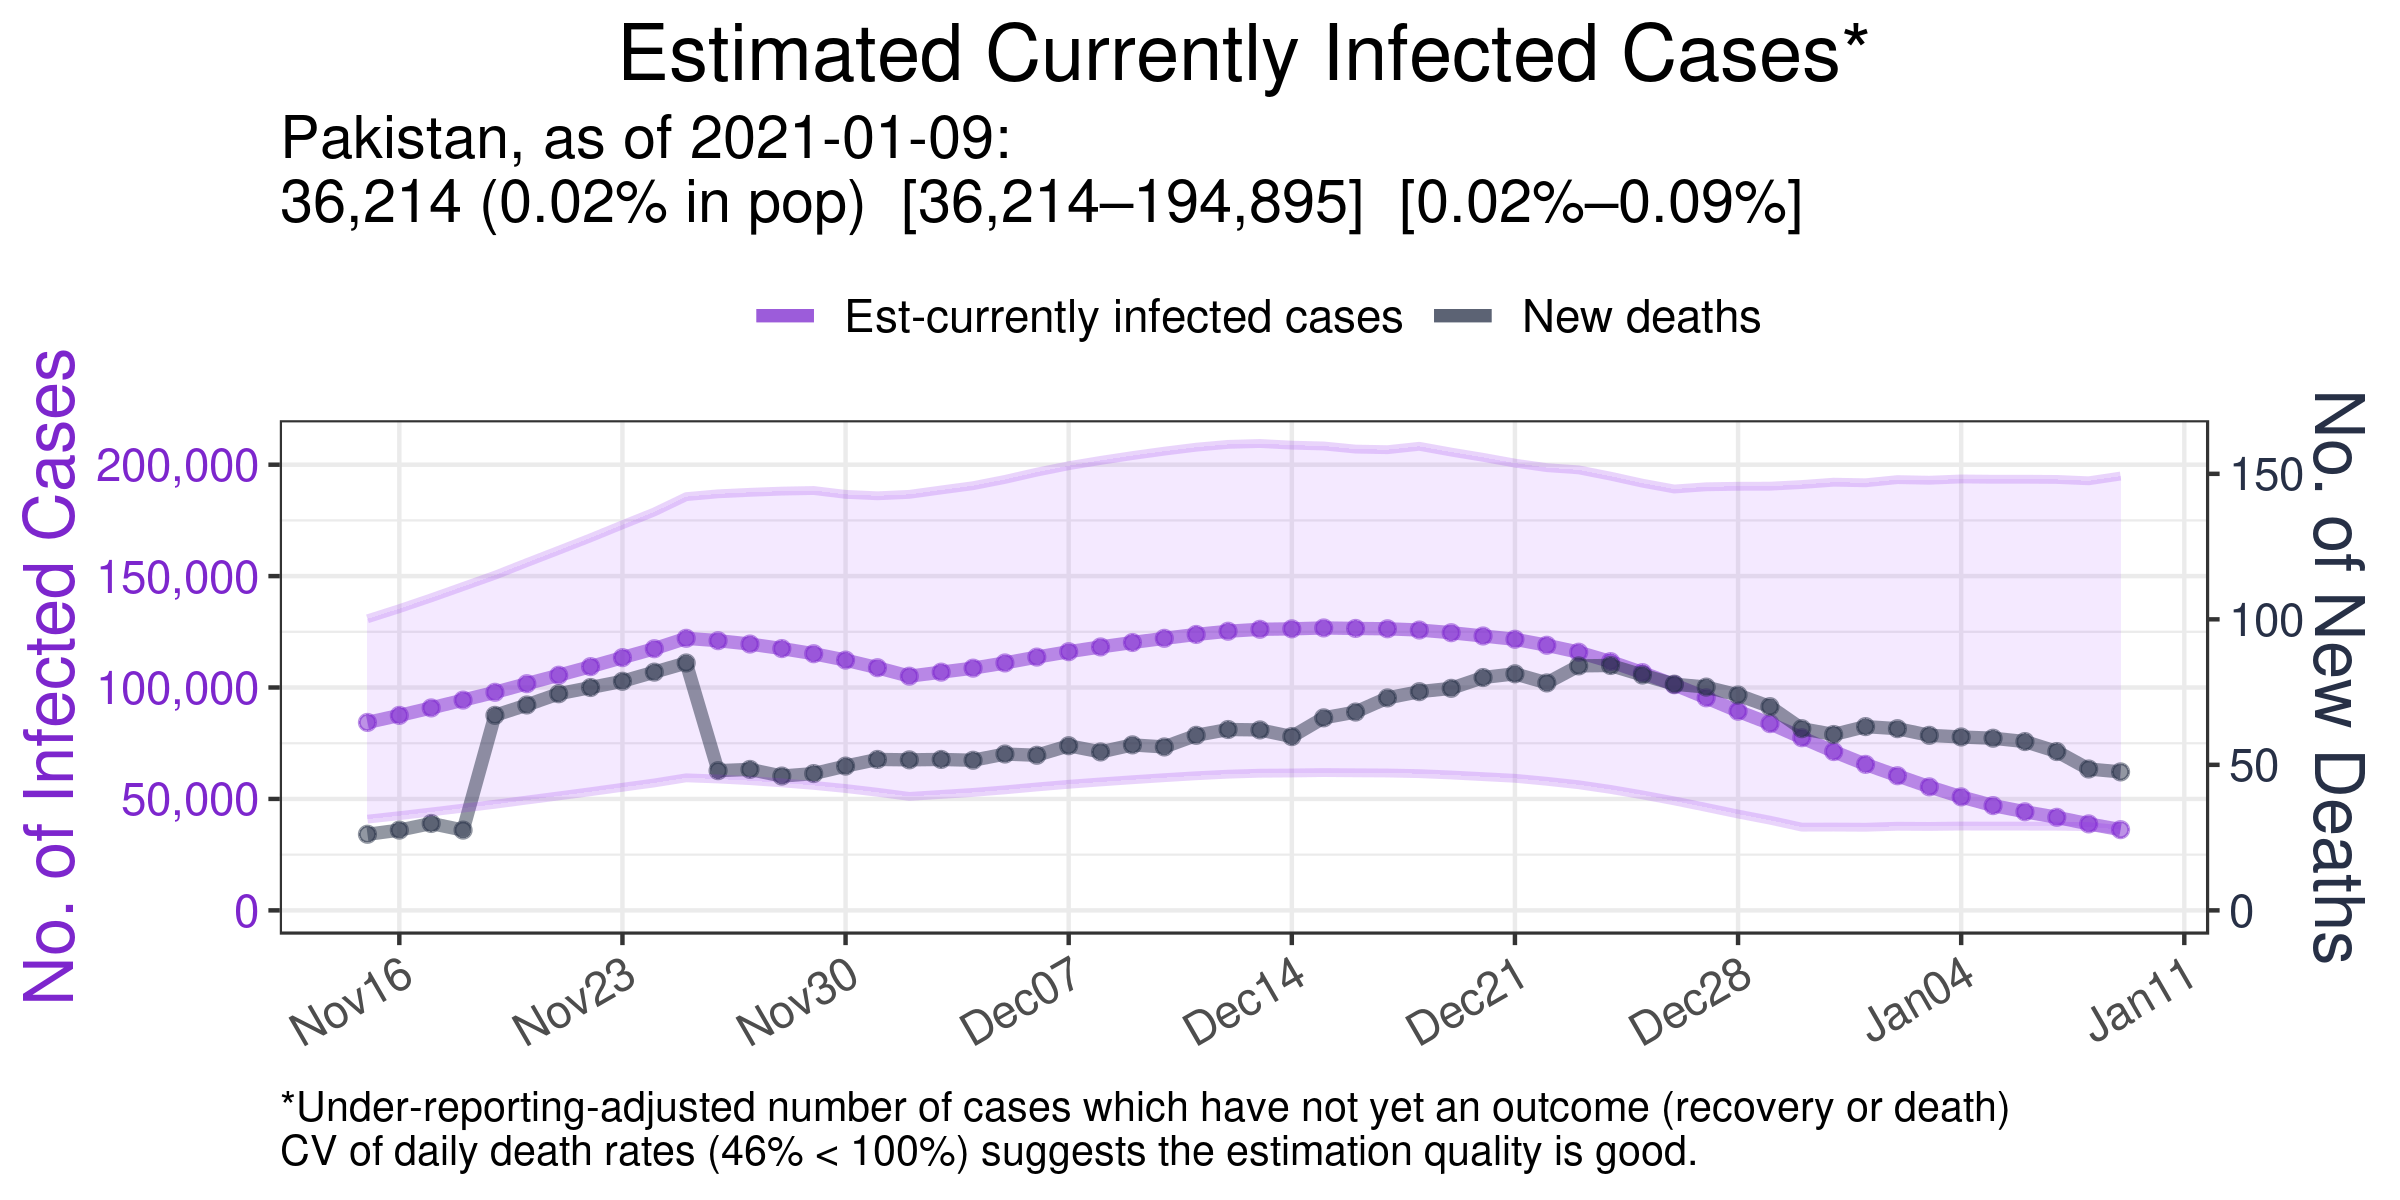 Estimated Currently Infected Cases*
Pakistan, as of 2021-01-09:
36,214 (0.02% in pop)  [36,214–194,895]  [0.02%–0.09%]
Est-currently infected cases
New deaths
No. of Infected Cases
200,000
150,000
100,000
50,000
0
No. of New Deaths
150
100
50
0
Nov16
Nov23
Nov30
Dec07
Dec14
Dec21
Dec28
Jan04
Jan11
*Under-reporting-adjusted number of cases which have not yet an outcome (recovery or death)
CV of daily death rates (46% < 100%) suggests the estimation quality is good.